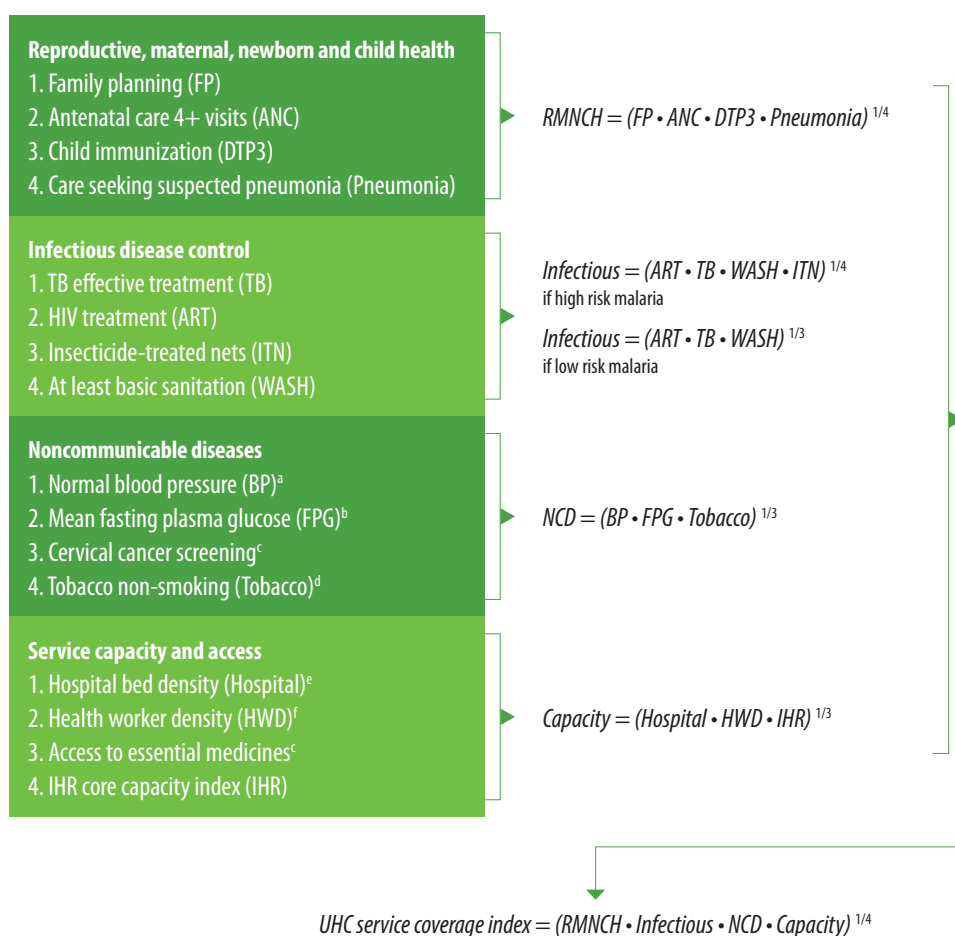 Reproductive, maternal, newborn and child health
1. Family planning (FP)
2. Antenatal care 4+ visits (ANC)
3. Child immunization (DTP3)
4. Care seeking suspected pneumonia (Pneumonia)
RMNCH = (FP • ANC • DTP3 • Pneumonia) 1/4
Infectious disease control
1. TB effective treatment (TB)
2. HIV treatment (ART)
3. Insecticide-treated nets (ITN)
4. At least basic sanitation (WASH)
Infectious = (ART • TB • WASH • ITN) 1/4
if high risk malaria
Infectious = (ART • TB • WASH) 1/3
if low risk malaria
Noncommunicable diseases
1. Normal blood pressure (BP)a
2. Mean fasting plasma glucose (FPG)b
3. Cervical cancer screeningc
4. Tobacco non-smoking (Tobacco)d
NCD = (BP • FPG • Tobacco) 1/3
Service capacity and access
1. Hospital bed density (Hospital)e
2. Health worker density (HWD)f
3. Access to essential medicinesc
4. IHR core capacity index (IHR)
Capacity = (Hospital • HWD • IHR) 1/3
UHC service coverage index = (RMNCH • Infectious • NCD • Capacity) 1/4